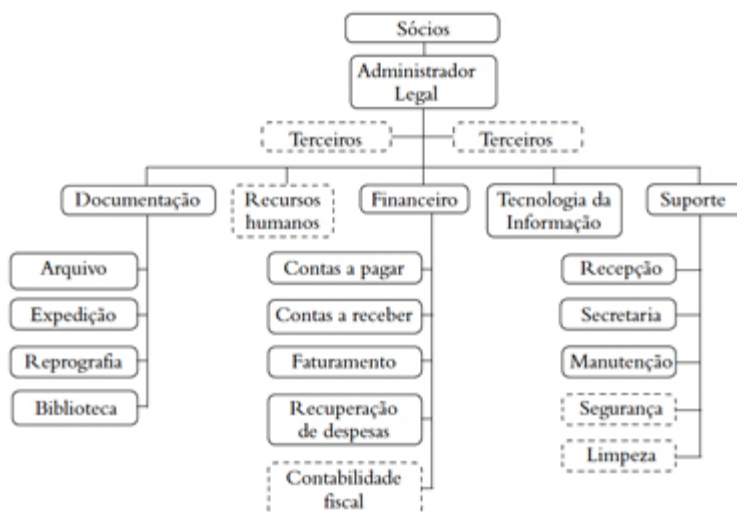 Sócios
Administrador
Legal
Terceiros
Terceiros
Documentação
Recursos
humanos
Financeiro
Tecnologia da
Informação
Suporte
Arquivo
Expedição
Reprografia
Biblioteca
Contas a pagar
Contas a receber
Faturamento
Recuperação
de despesas
Contabilidade
fiscal
Recepção
Secretaria
Manutenção
Segurança
Limpeza